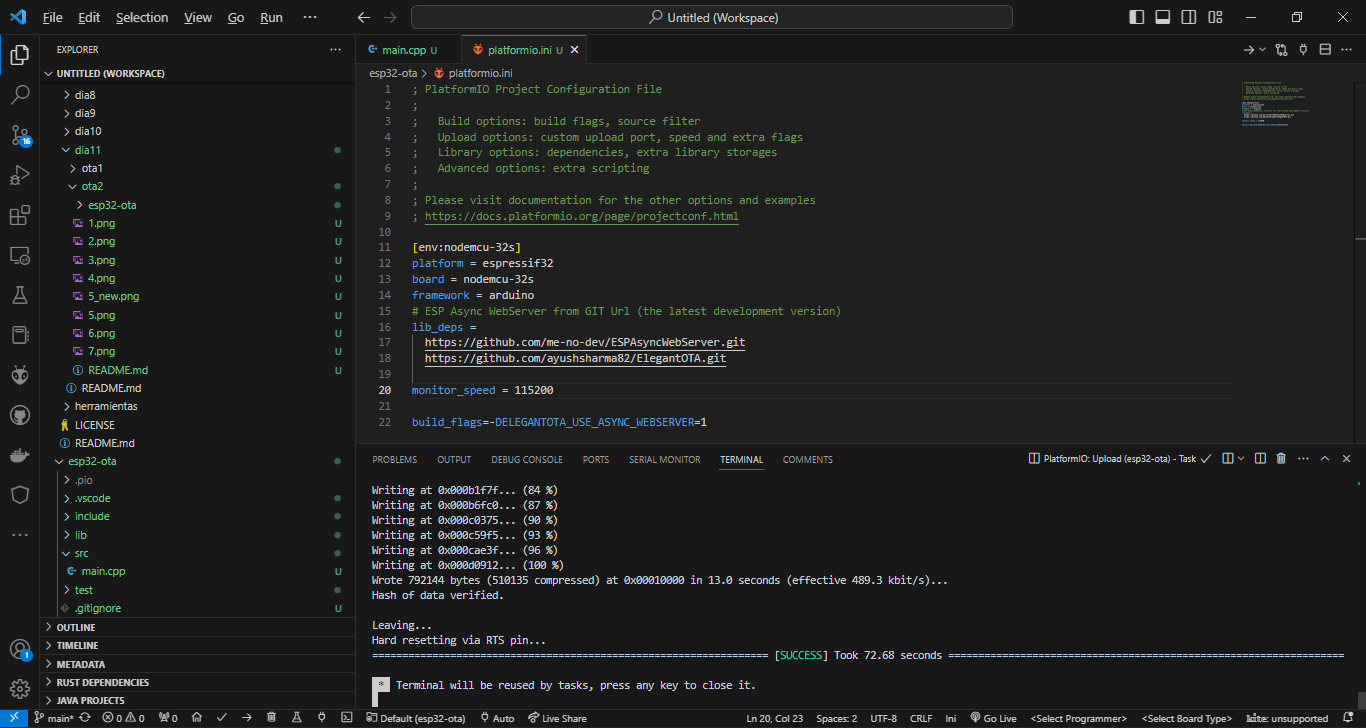 File Edit Selection View Go Run ··· Untitled (Workspace)
EXPLORER
UNTITLED (WORKSPACE)
dia8
dia9
dia10
dia11
ota1
ota2
esp32-ota
1.png U
2.png U
3.png U
4.png U
5_new.png U
5.png U
6.png U
7.png U
README.md U
README.md
herramientas
LICENSE
README.md
esp32-ota
.pio
.vscode
include
lib
src
main.cpp U
test
.gitignore U
OUTLINE
TIMELINE
METADATA
RUST DEPENDENCIES
JAVA PROJECTS
16
1
main.cpp U platformio.ini U
esp32-ota > platformio.ini
1 ; PlatformIO Project Configuration File
2 ;
3 ;   Build options: build flags, source filter
4 ;   Upload options: custom upload port, speed and extra flags
5 ;   Library options: dependencies, extra library storages
6 ;   Advanced options: extra scripting
7 ;
8 ; Please visit documentation for the other options and examples
9 ; https://docs.platformio.org/page/projectconf.html
10
11 [env:nodemcu-32s]
12 platform = espressif32
13 board = nodemcu-32s
14 framework = arduino
15 # ESP Async WebServer from GIT Url (the latest development version)
16 lib_deps =
17   https://github.com/me-no-dev/ESPAsyncWebServer.git
18   https://github.com/ayushsharma82/ElegantOTA.git
19
20 monitor_speed = 115200
21
22 build_flags=-DELEGANTOTA_USE_ASYNC_WEBSERVER=1
PROBLEMS OUTPUT DEBUG CONSOLE PORTS SERIAL MONITOR TERMINAL COMMENTS PlatformIO: Upload (esp32-ota) - Task
Writing at 0x000b1f7f... (84 %)
Writing at 0x000b6fc0... (87 %)
Writing at 0x000c0375... (90 %)
Writing at 0x000c59f5... (93 %)
Writing at 0x000cae3f... (96 %)
Writing at 0x000d0912... (100 %)
Wrote 792144 bytes (510135 compressed) at 0x00010000 in 13.0 seconds (effective 489.3 kbit/s)...
Hash of data verified.
Leaving...
Hard resetting via RTS pin...
[SUCCESS] Took 72.68 seconds
* Terminal will be reused by tasks, press any key to close it.
main* 0 0 0 Default (esp32-ota) Auto Live Share Ln 20, Col 23 Spaces: 2 UTF-8 CRLF Ini Go Live <Select Programmer> <Select Board Type> kite: unsupported